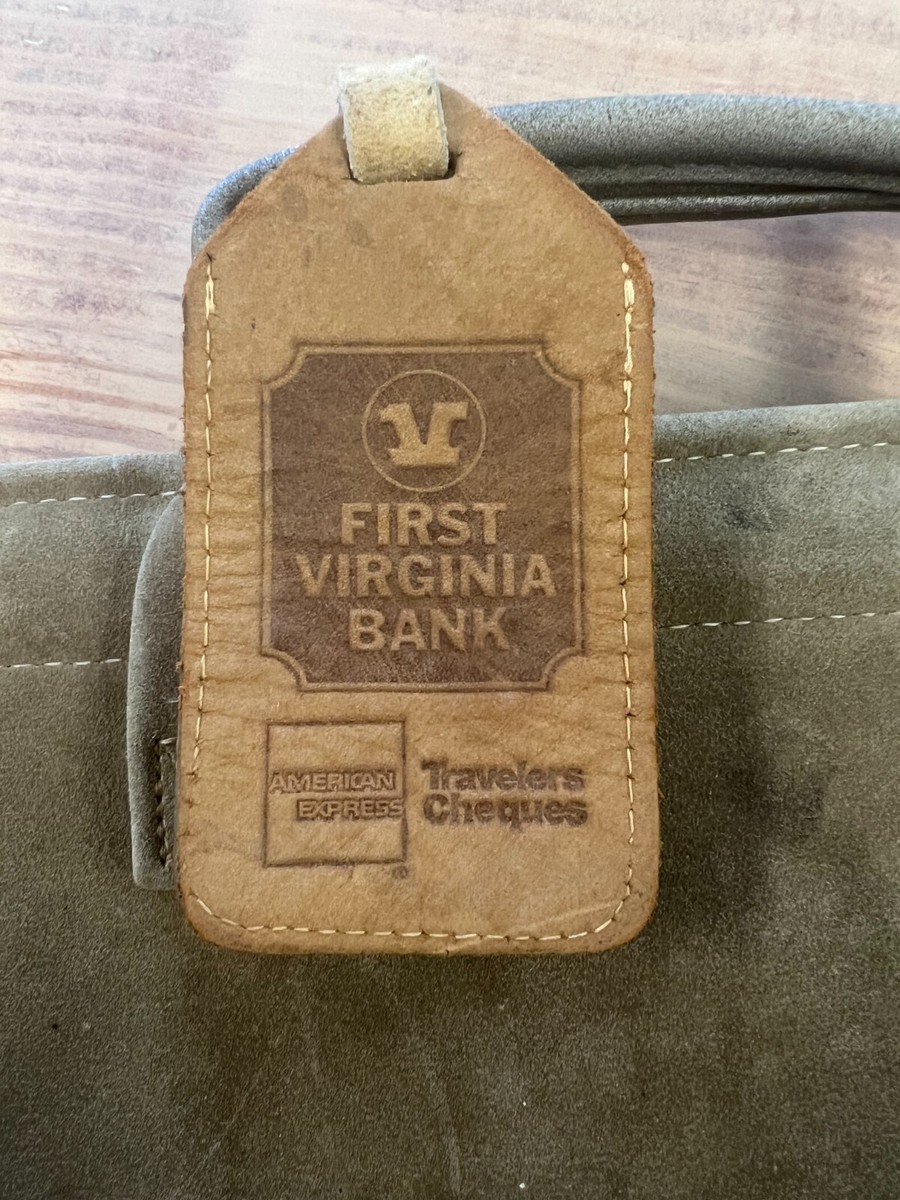 FIRST
VIRGINIA
BANK
AMERICAN
EXPRESS
®
Travelers
Cheques